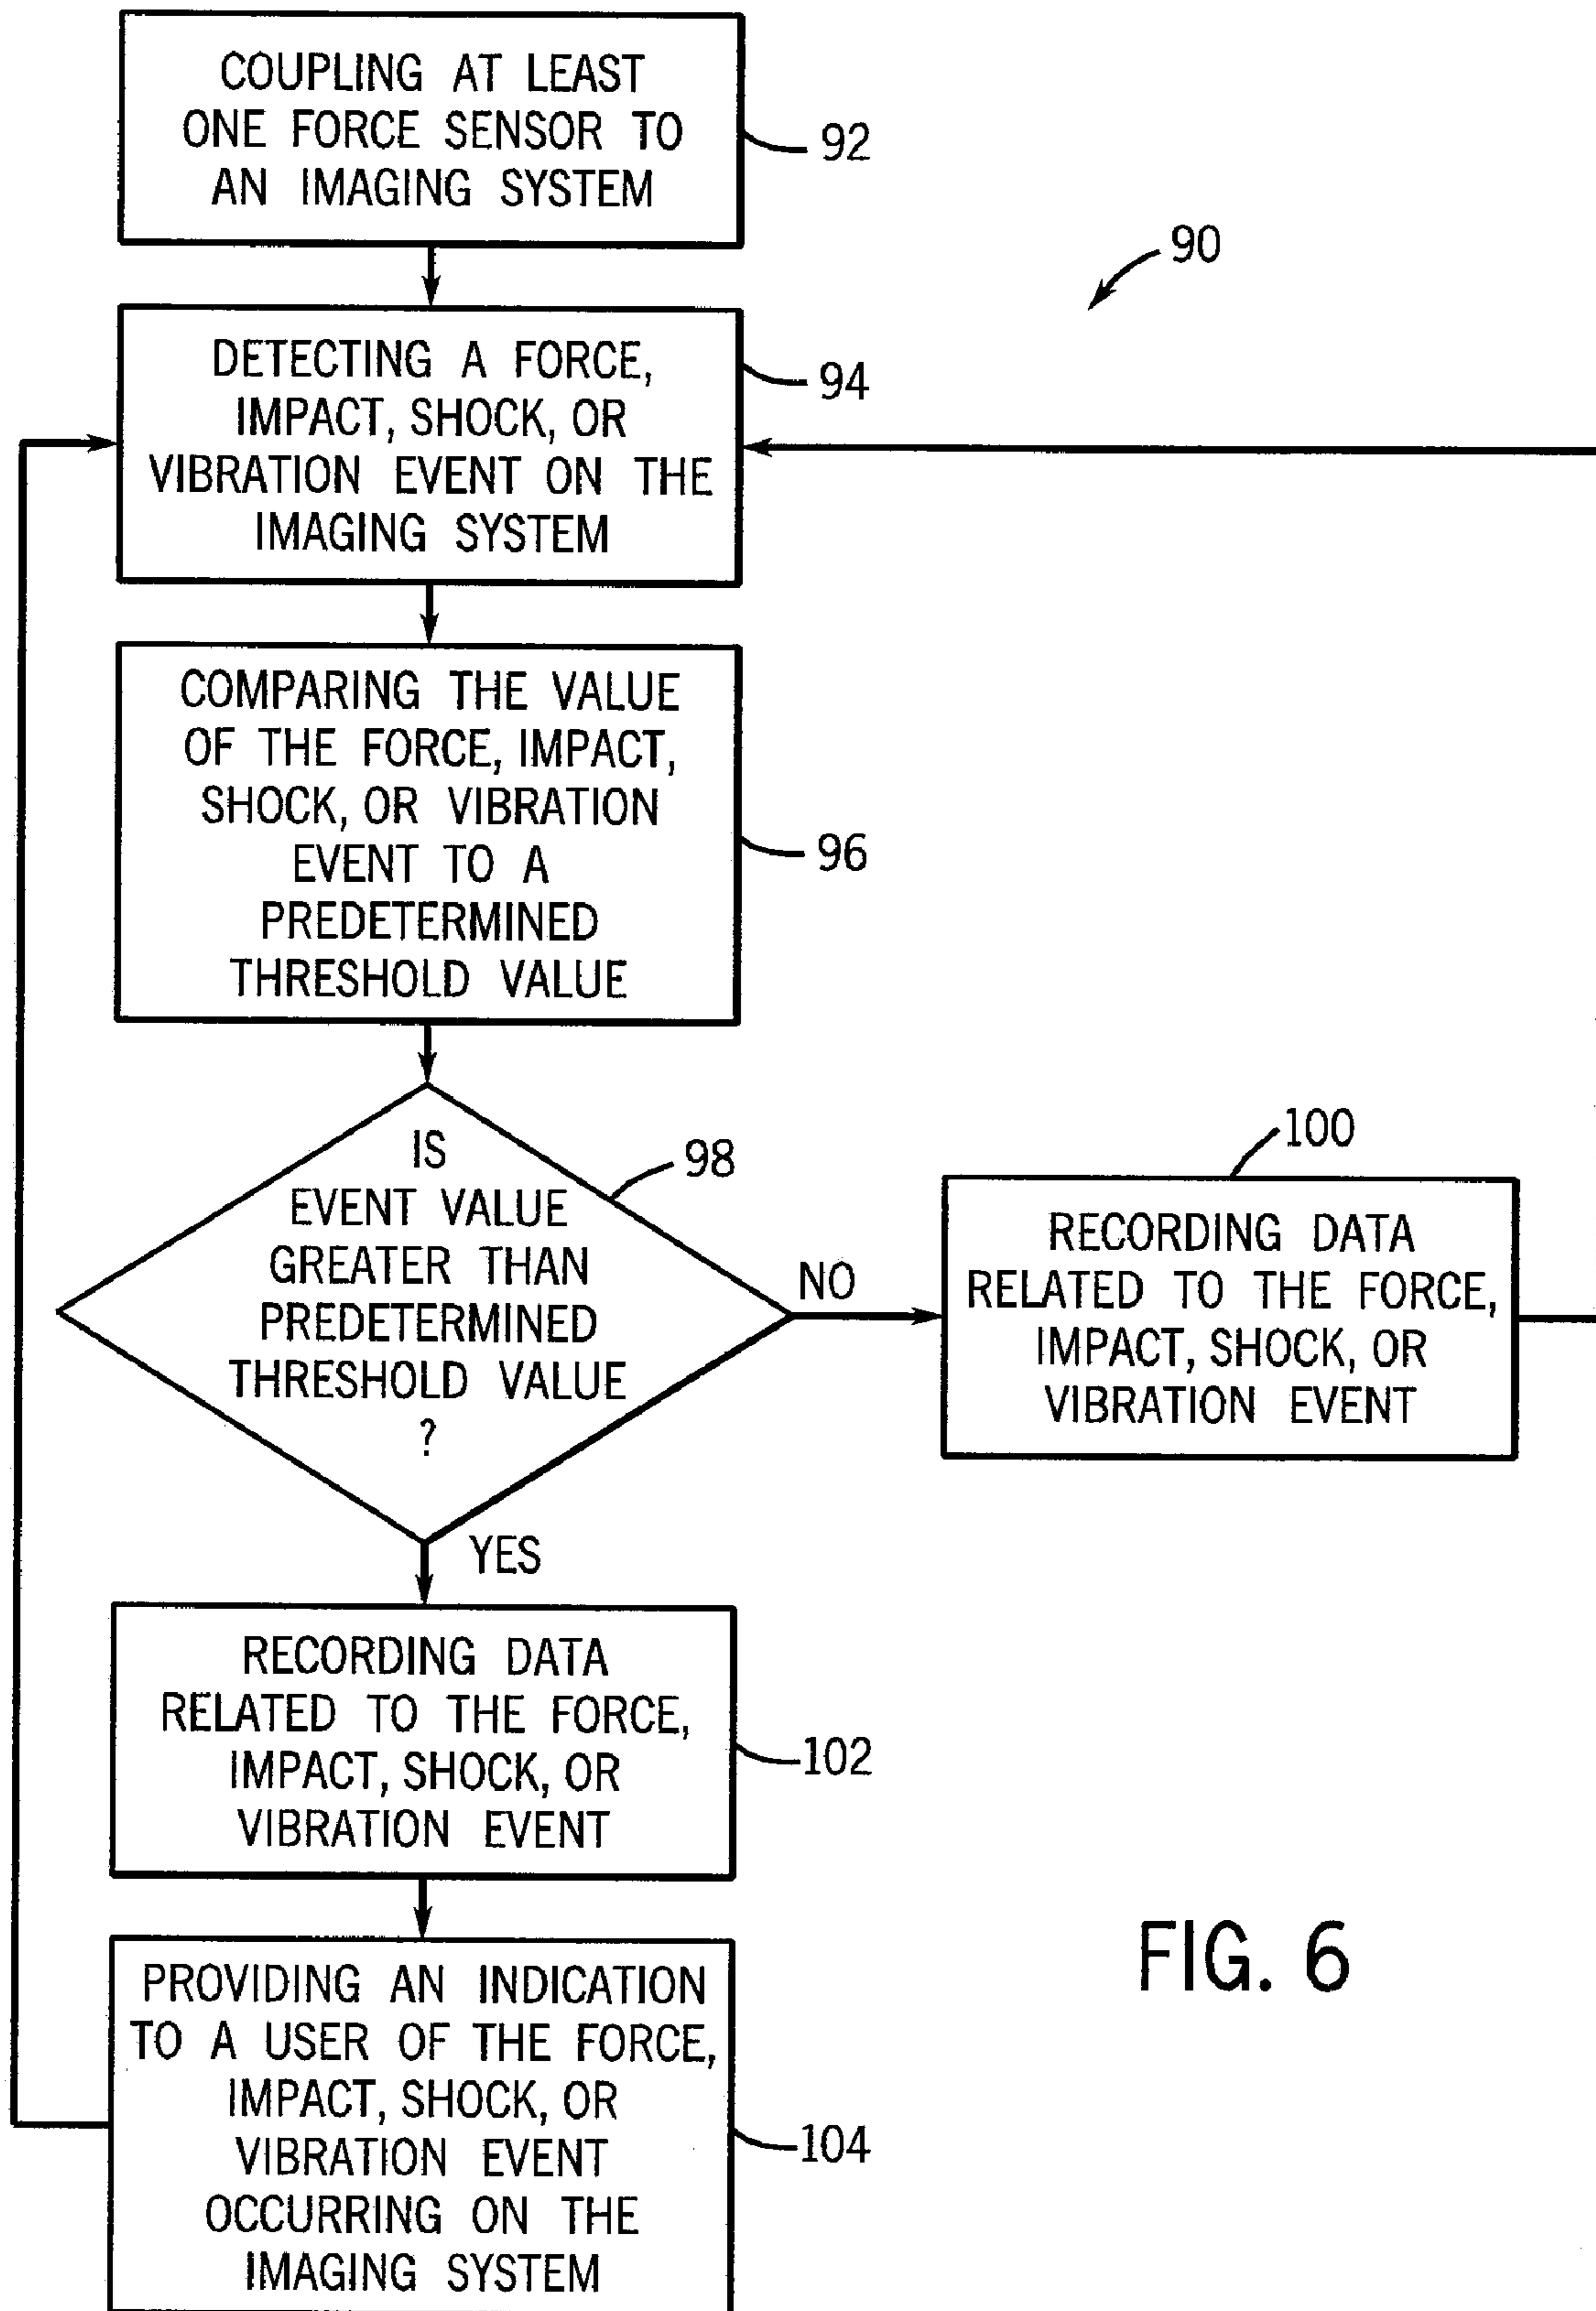 COUPLING AT LEAST
ONE FORCE SENSOR TO
AN IMAGING SYSTEM
92
90
DETECTING A FORCE,
IMPACT, SHOCK, OR
VIBRATION EVENT ON THE
IMAGING SYSTEM
94
COMPARING THE VALUE
OF THE FORCE, IMPACT,
SHOCK, OR VIBRATION
EVENT TO A
PREDETERMINED
THRESHOLD VALUE
96
IS
EVENT VALUE
GREATER THAN
PREDETERMINED
THRESHOLD VALUE
?
98
NO
100
RECORDING DATA
RELATED TO THE FORCE,
IMPACT, SHOCK, OR
VIBRATION EVENT
YES
RECORDING DATA
RELATED TO THE FORCE,
IMPACT, SHOCK, OR
VIBRATION EVENT
102
PROVIDING AN INDICATION
TO A USER OF THE FORCE,
IMPACT, SHOCK, OR
VIBRATION EVENT
OCCURRING ON THE
IMAGING SYSTEM
104
FIG. 6